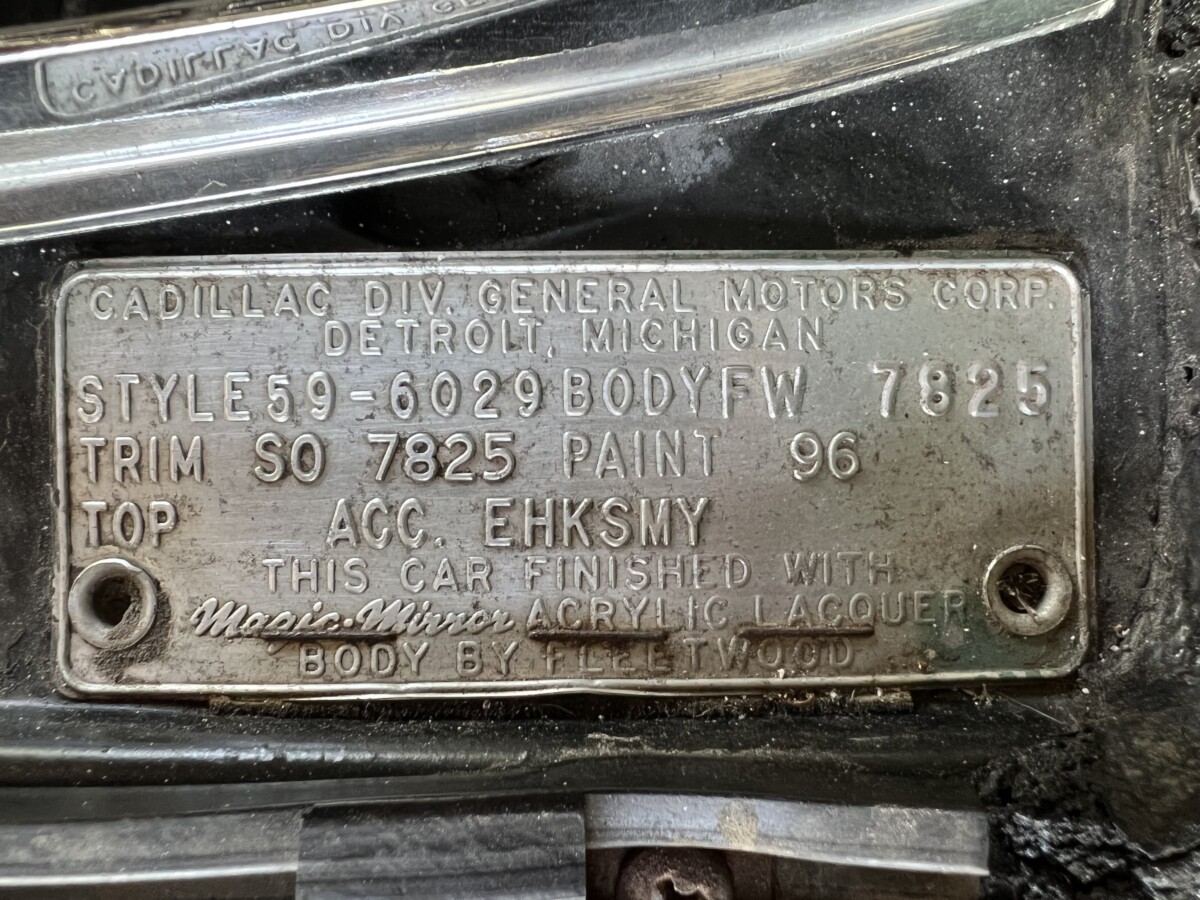 CADILLAC DIV. GE
CADILLAC DIV. GENERAL MOTORS CORP.
DETROIT, MICHIGAN
STYLE 59-6029 BODY FW 7825
TRIM SO 7825 PAINT 96
TOP ACC. EHKSMY
THIS CAR FINISHED WITH
Magic-Mirror ACRYLIC LACQUER
BODY BY FLEETWOOD